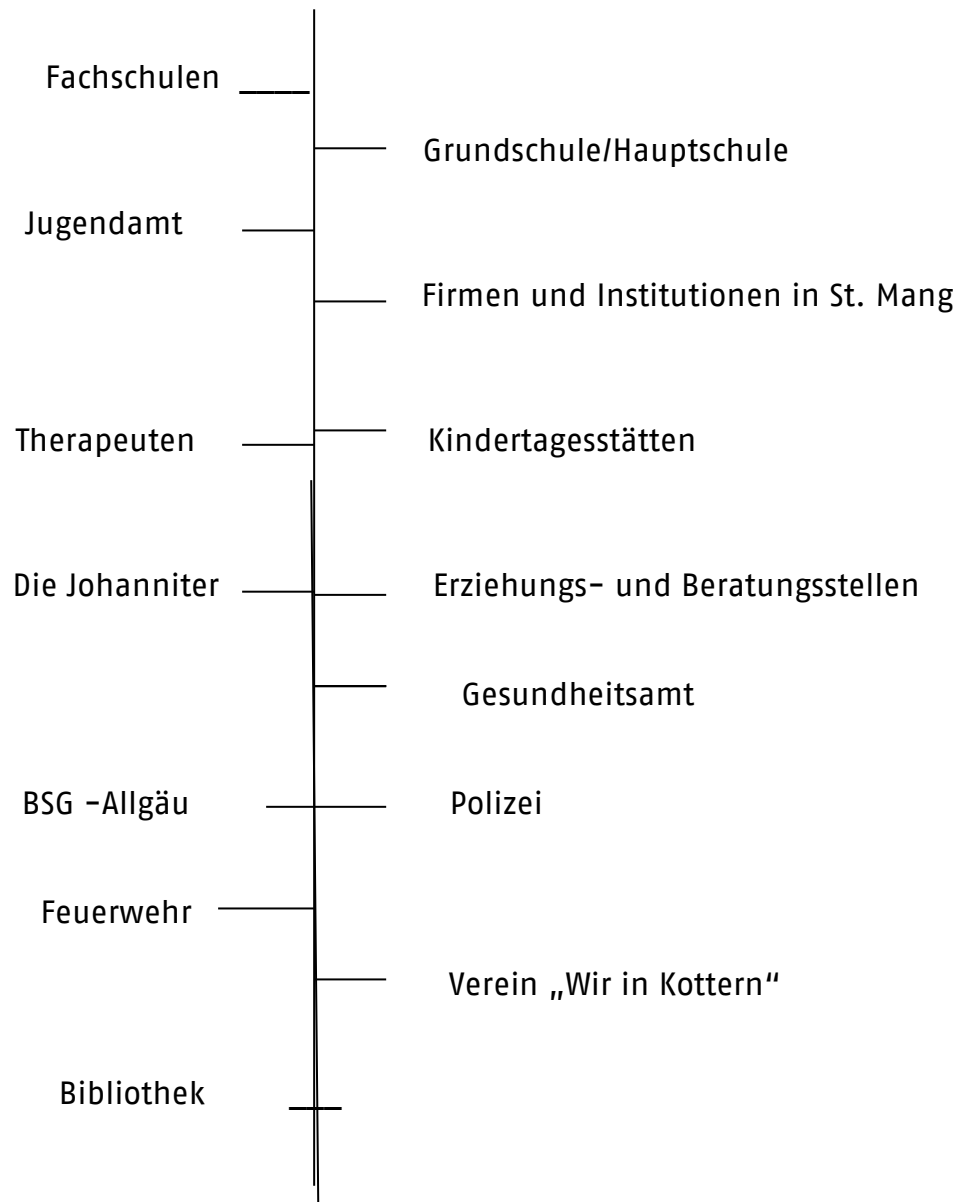 Fachschulen
Grundschule/Hauptschule
Jugendamt
Firmen und Institutionen in St. Mang
Therapeuten
Kindertagesstätten
Die Johanniter
Erziehungs- und Beratungsstellen
Gesundheitsamt
BSG -Allgäu
Polizei
Feuerwehr
Verein „Wir in Kottern“
Bibliothek